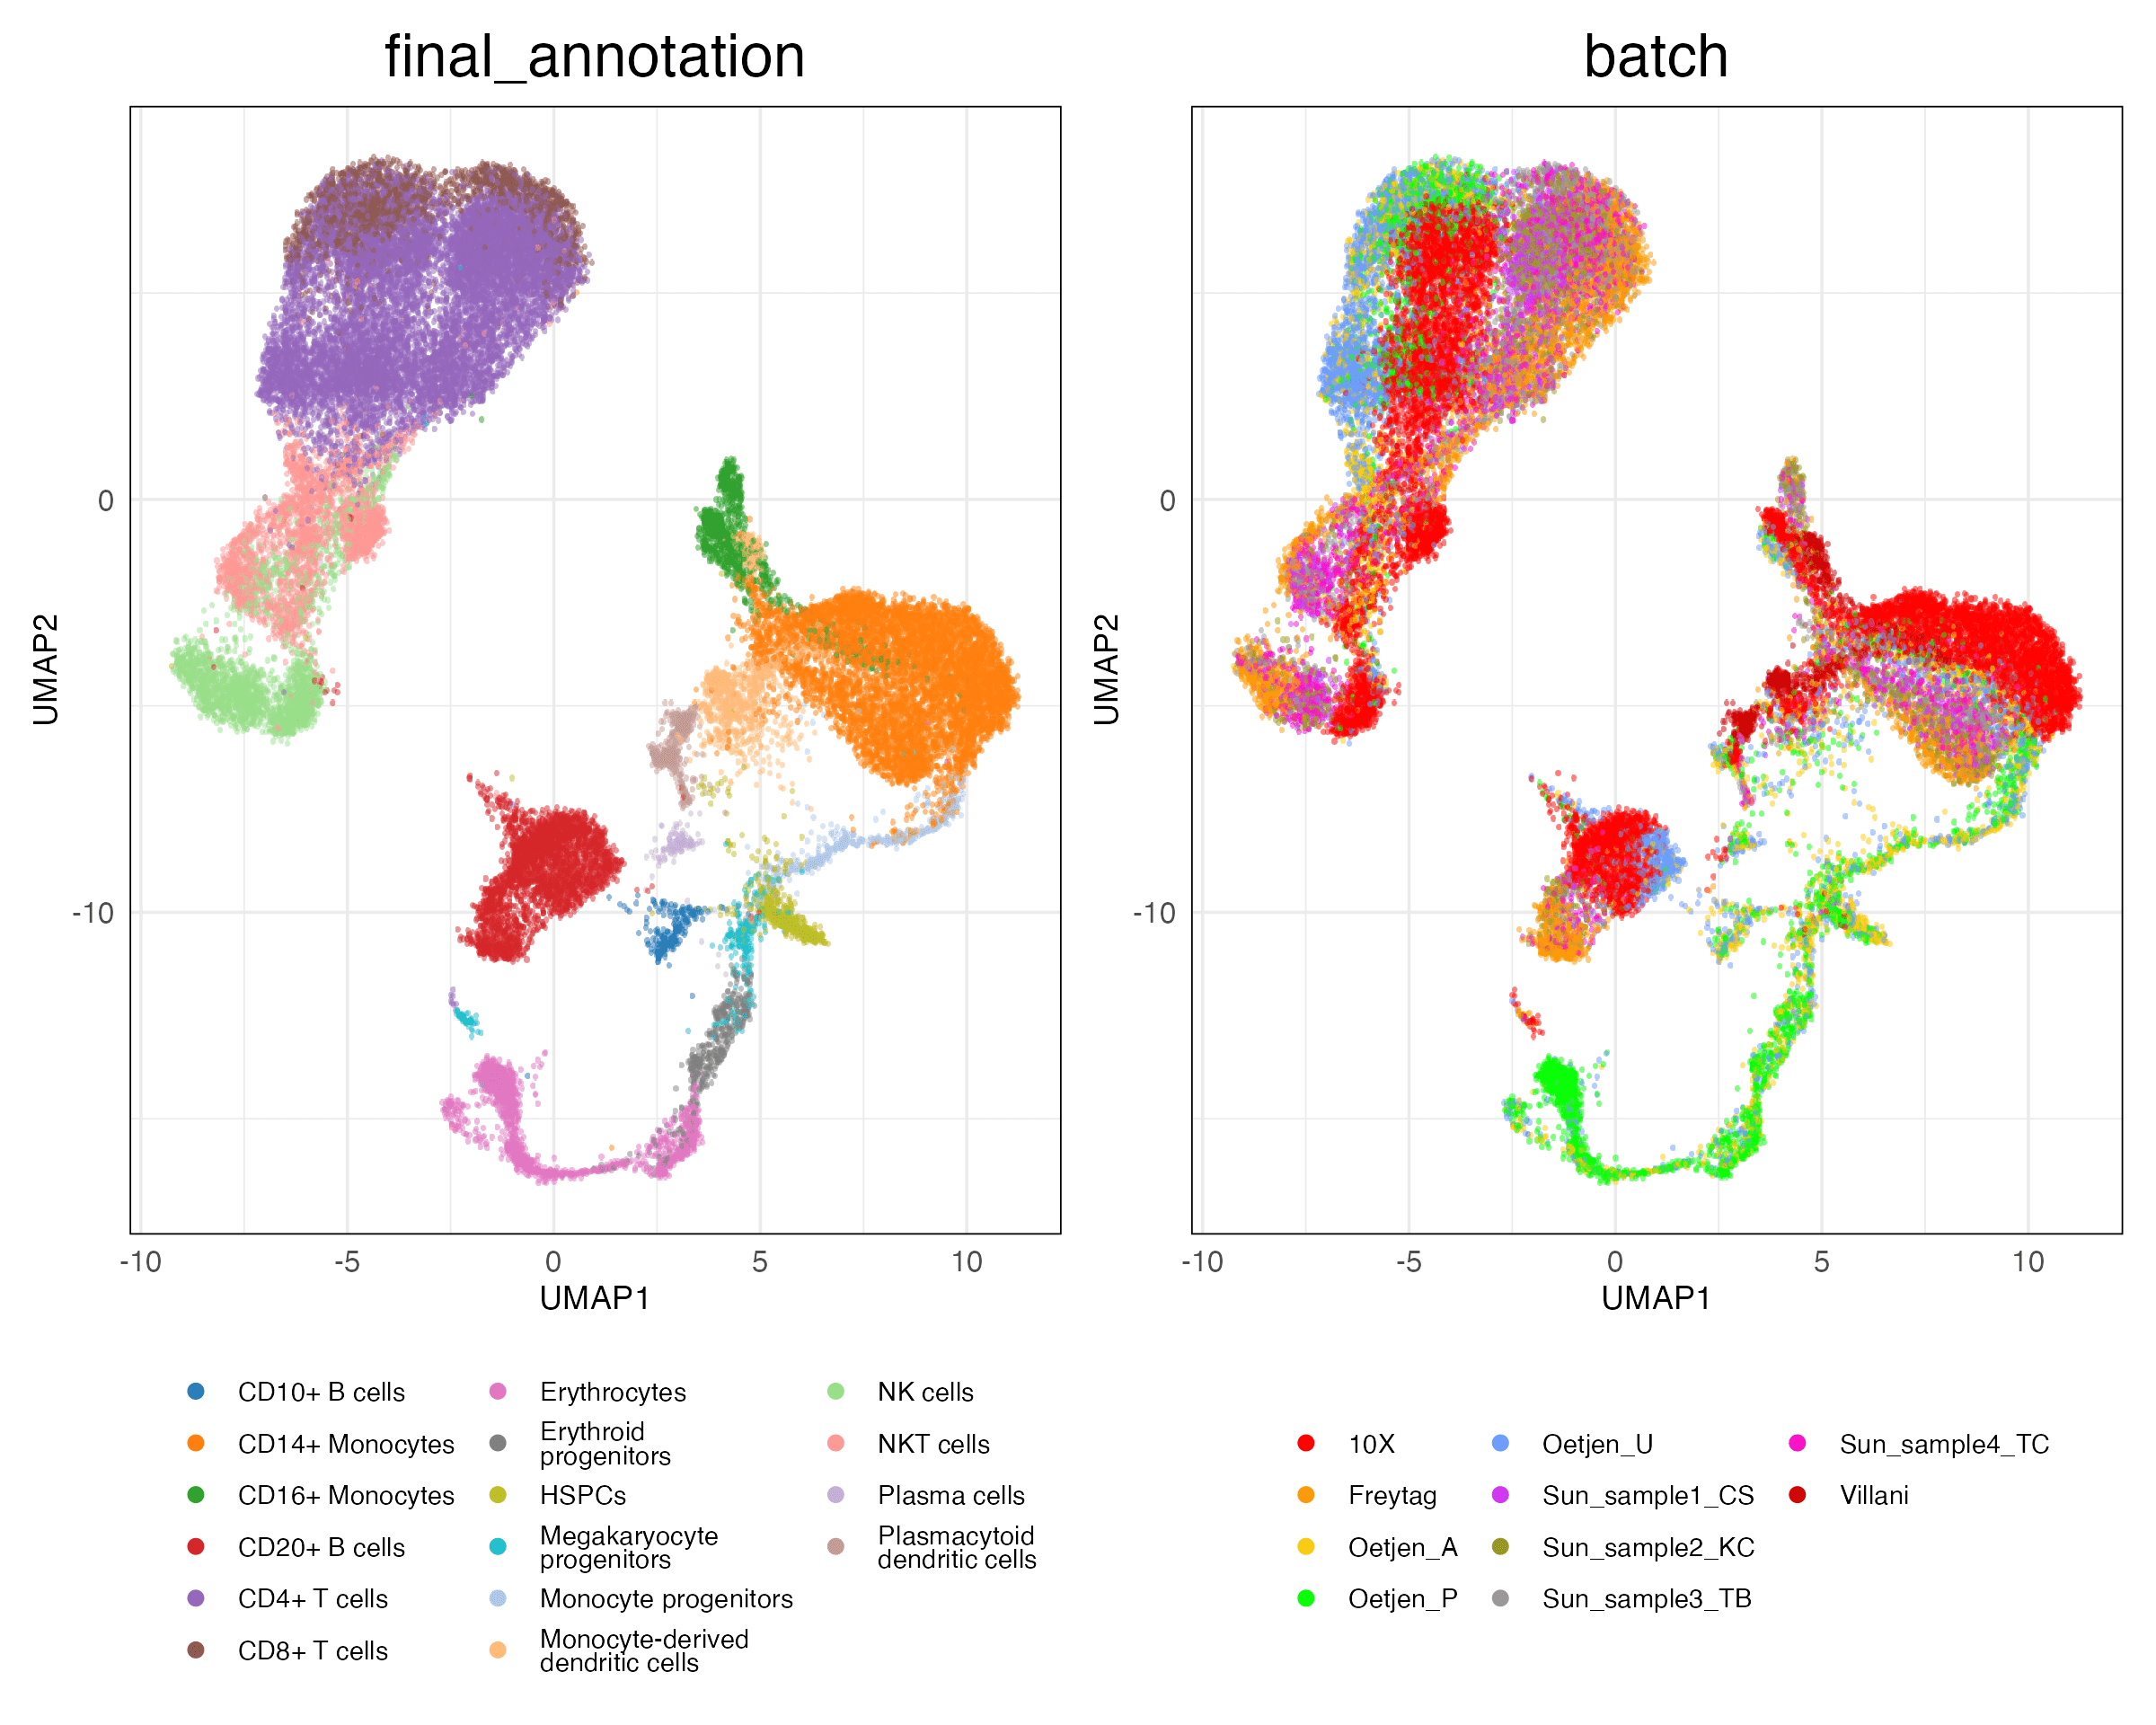 final_annotation
batch
UMAP2
0
-10
-10
-5
0
5
10
UMAP1
UMAP2
0
-10
-10
-5
0
5
10
UMAP1
CD10+ B cells
CD14+ Monocytes
CD16+ Monocytes
CD20+ B cells
CD4+ T cells
CD8+ T cells
Erythrocytes
Erythroid
progenitors
HSPCs
Megakaryocyte
progenitors
Monocyte progenitors
Monocyte-derived
dendritic cells
NK cells
NKT cells
Plasma cells
Plasmacytoid
dendritic cells
10X
Freytag
Oetjen_A
Oetjen_P
Oetjen_U
Sun_sample1_CS
Sun_sample2_KC
Sun_sample3_TB
Sun_sample4_TC
Villani